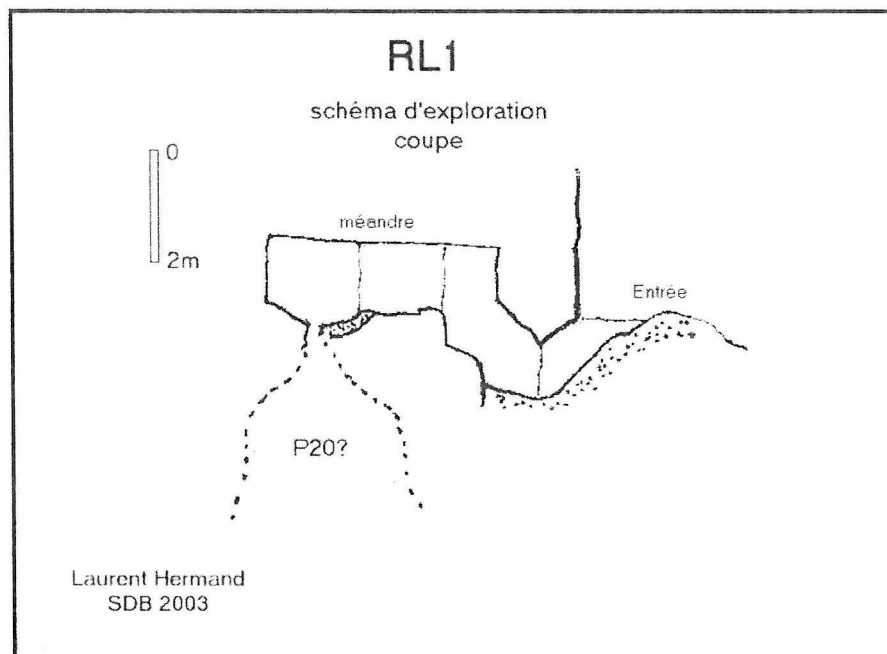 RL1
schéma d'exploration
coupe
0
2m
méandre
Entrée
P20?
Laurent Hermand
SDB 2003